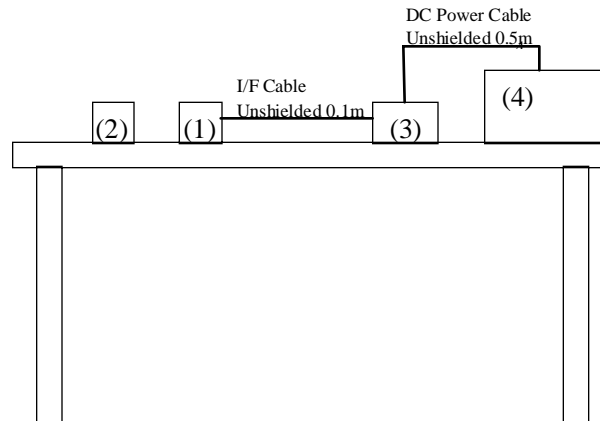 DC Power Cable
Unshielded 0.5m
I/F Cable
Unshielded 0.1m
(4)
(2)
(1)
(3)